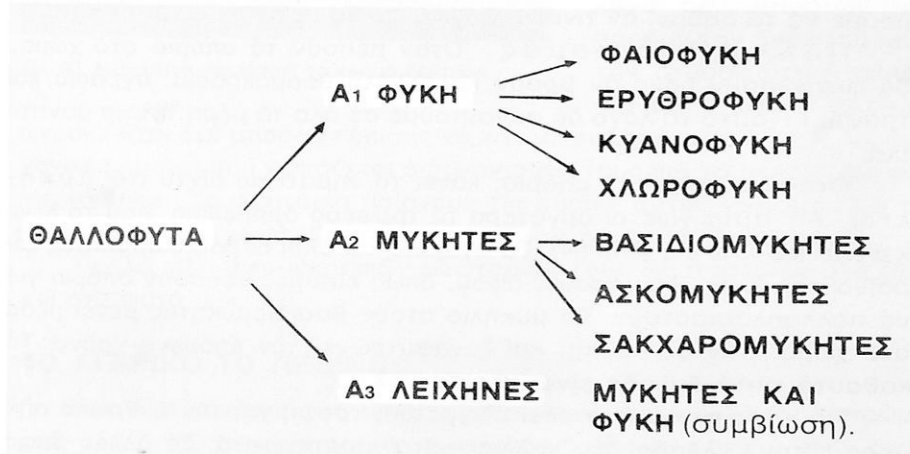 ΦΑΙΟΦΥΚΗ
Α1 ΦΥΚΗ
ΕΡΥΘΡΟΦΥΚΗ
ΚΥΑΝΟΦΥΚΗ
ΧΛΩΡΟΦΥΚΗ
ΘΑΛΛΟΦΥΤΑ
Α2 ΜΥΚΗΤΕΣ
ΒΑΣΙΔΙΟΜΥΚΗΤΕΣ
ΑΣΚΟΜΥΚΗΤΕΣ
ΣΑΚΧΑΡΟΜΥΚΗΤΕΣ
Α3 ΛΕΙΧΗΝΕΣ
ΜΥΚΗΤΕΣ ΚΑΙ
ΦΥΚΗ (συμβίωση).